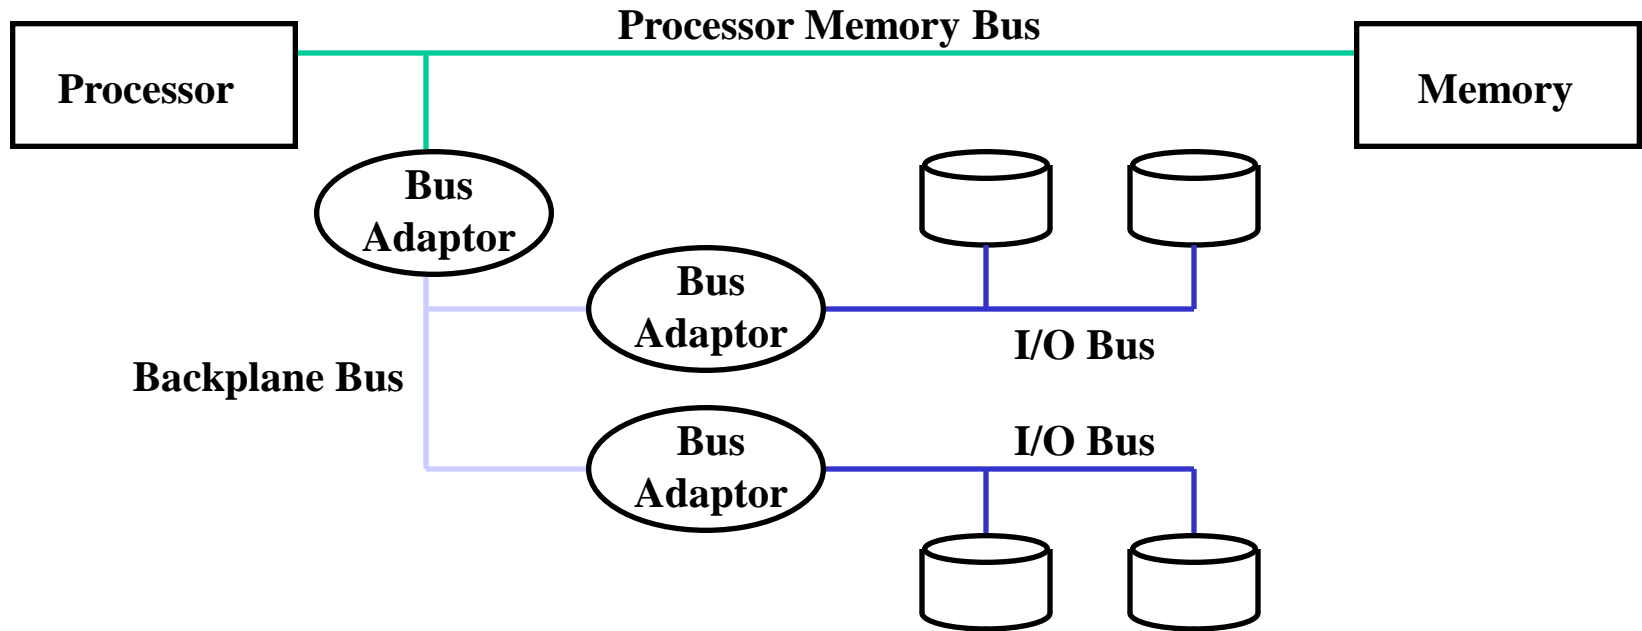 Processor Memory Bus
Processor
Memory
Bus
Adaptor
Bus
Adaptor
I/O Bus
Backplane Bus
Bus
Adaptor
I/O Bus